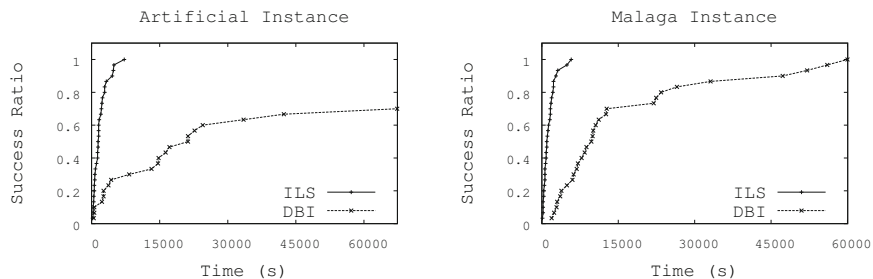 Artificial Instance
Success Ratio
1
0.8
0.6
0.4
0.2
0
ILS
DBI
0 15000 30000 45000 60000
Time (s)
Malaga Instance
Success Ratio
1
0.8
0.6
0.4
0.2
0
ILS
DBI
0 15000 30000 45000 60000
Time (s)